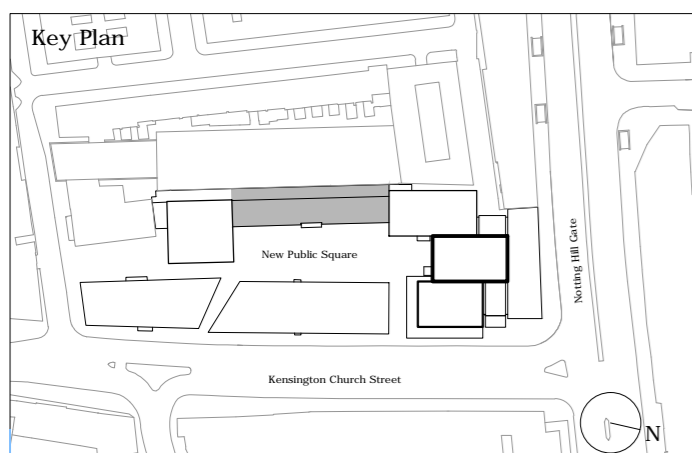 Key Plan
New Public Square
Notting Hill Gate
Kensington Church Street
N